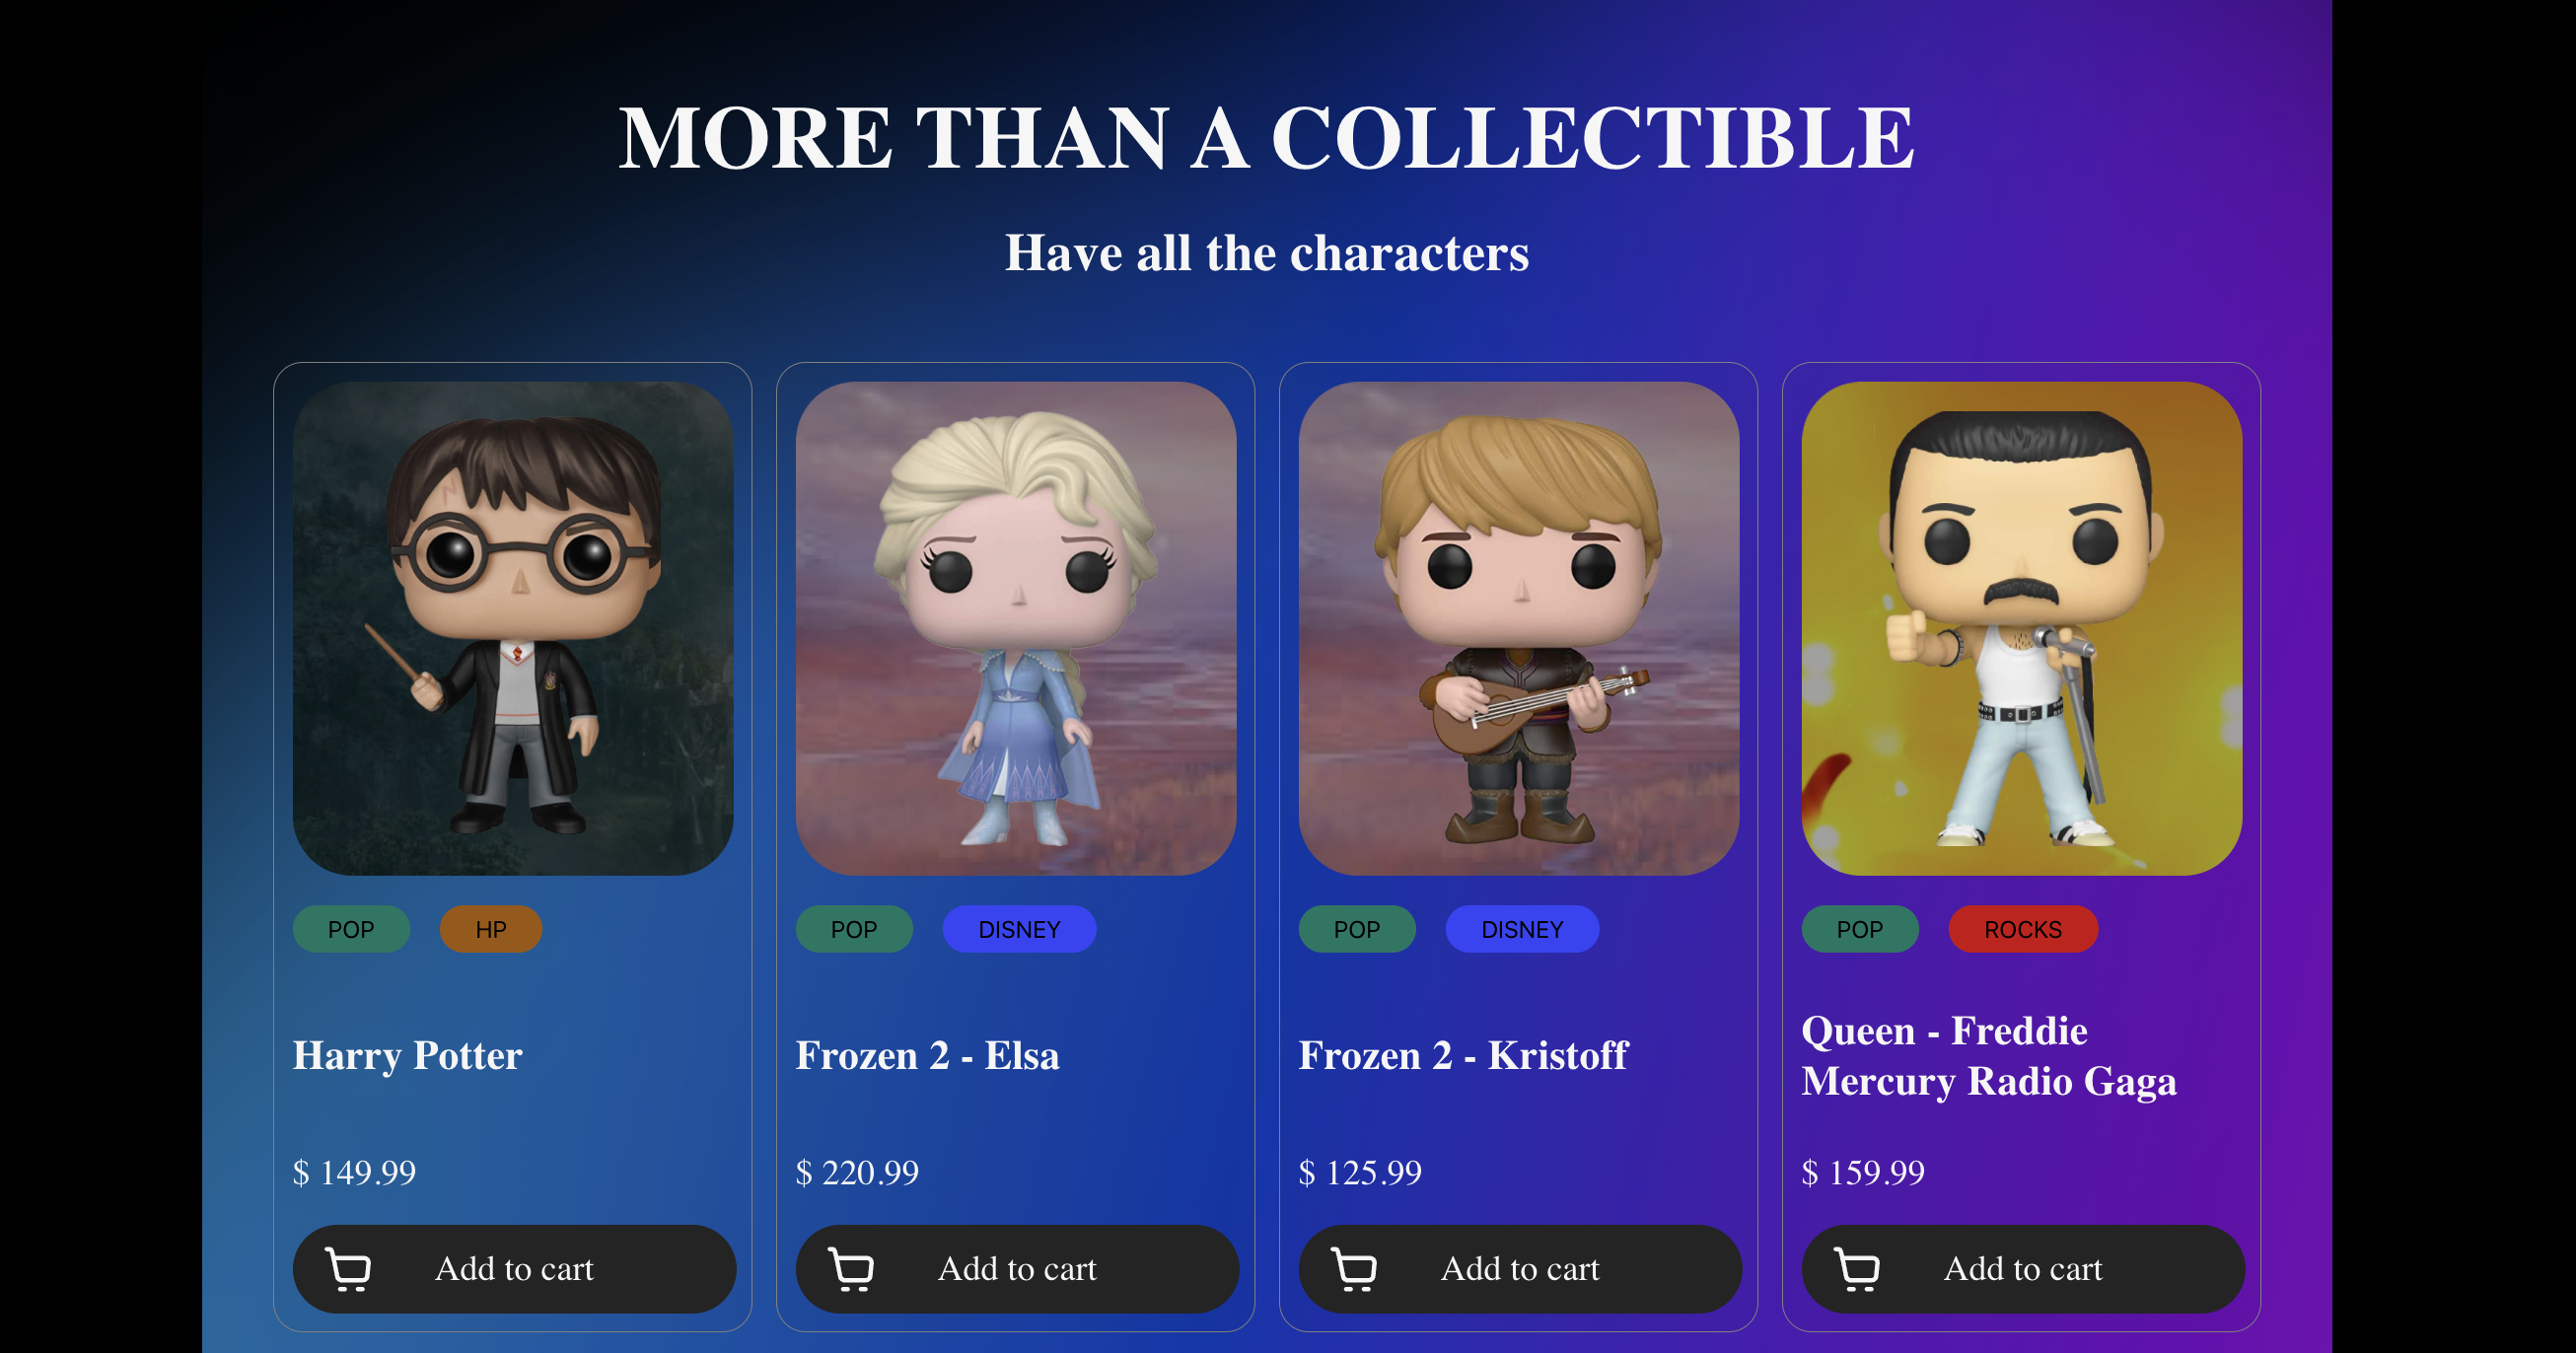 MORE THAN A COLLECTIBLE
Have all the characters
POP HP
Harry Potter
$ 149.99
Add to cart
POP DISNEY
Frozen 2 - Elsa
$ 220.99
Add to cart
POP DISNEY
Frozen 2 - Kristoff
$ 125.99
Add to cart
POP ROCKS
Queen - Freddie
Mercury Radio Gaga
$ 159.99
Add to cart